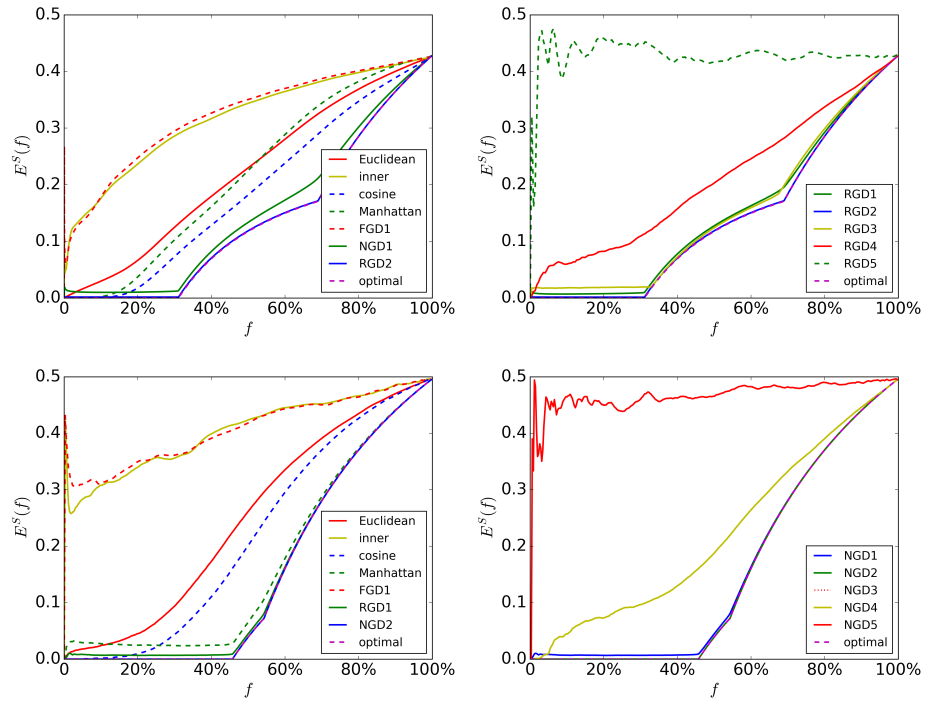 0.5
0.4
0.3
0.2
0.1
0.0
E^S(f)
0 20% 40% 60% 80% 100%
f
Euclidean
inner
cosine
Manhattan
FGD1
NGD1
RGD2
optimal
0.5
0.4
0.3
0.2
0.1
0.0
E^S(f)
0 20% 40% 60% 80% 100%
f
RGD1
RGD2
RGD3
RGD4
RGD5
optimal
0.5
0.4
0.3
0.2
0.1
0.0
E^S(f)
0 20% 40% 60% 80% 100%
f
Euclidean
inner
cosine
Manhattan
FGD1
RGD1
NGD2
optimal
0.5
0.4
0.3
0.2
0.1
0.0
E^S(f)
0 20% 40% 60% 80% 100%
f
NGD1
NGD2
NGD3
NGD4
NGD5
optimal